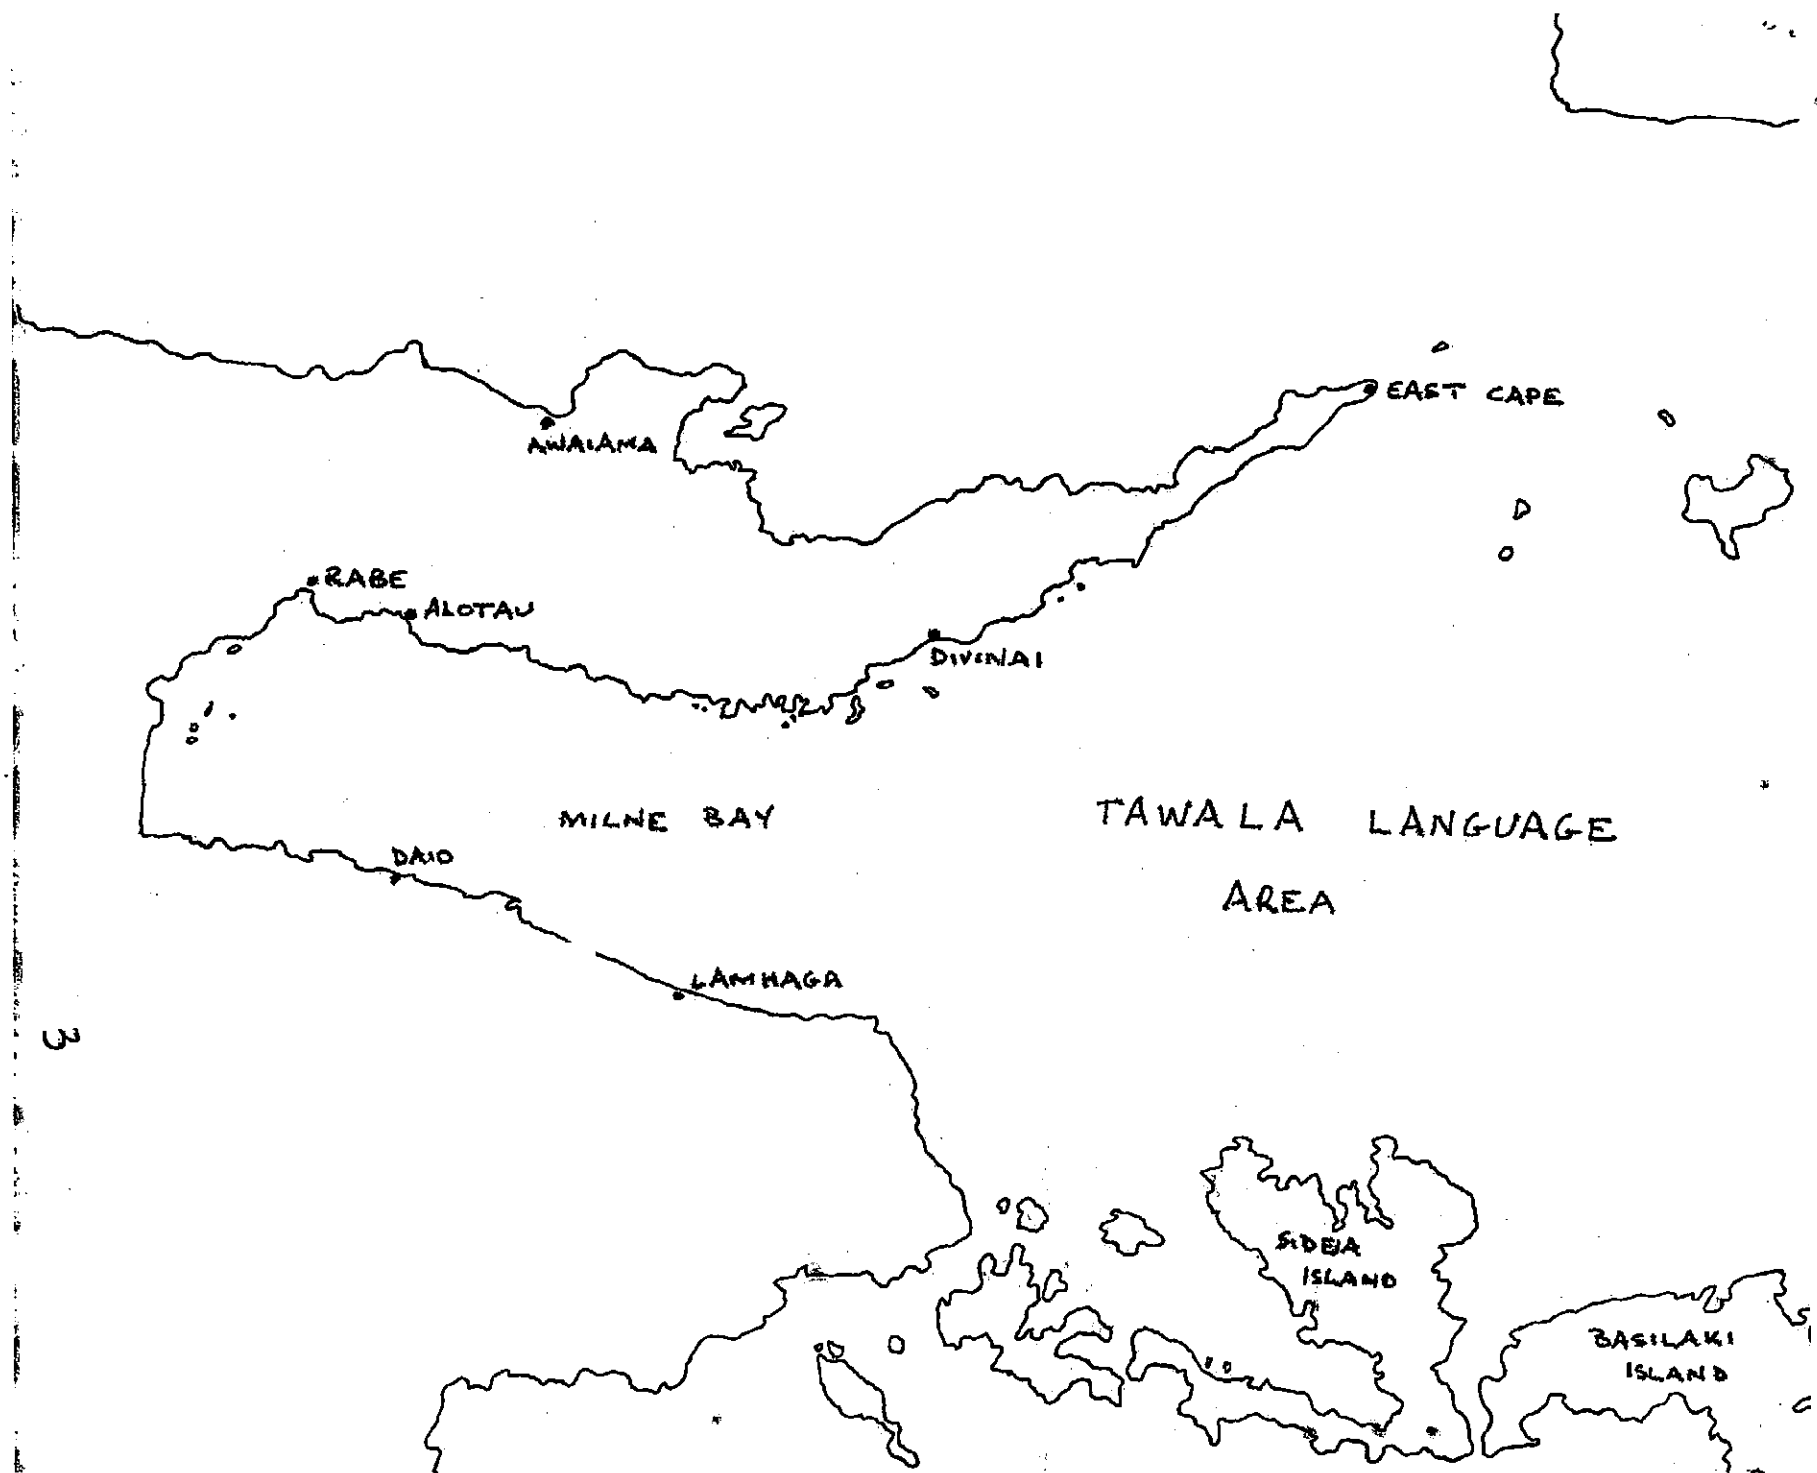 EAST CAPE
AWAIAMA
RABE
ALOTAU
DIVINAI
MILNE BAY
TAWALA LANGUAGE
AREA
DAIO
LAMHAGA
3
SIDEIA
ISLAND
BASILAKI
ISLAND